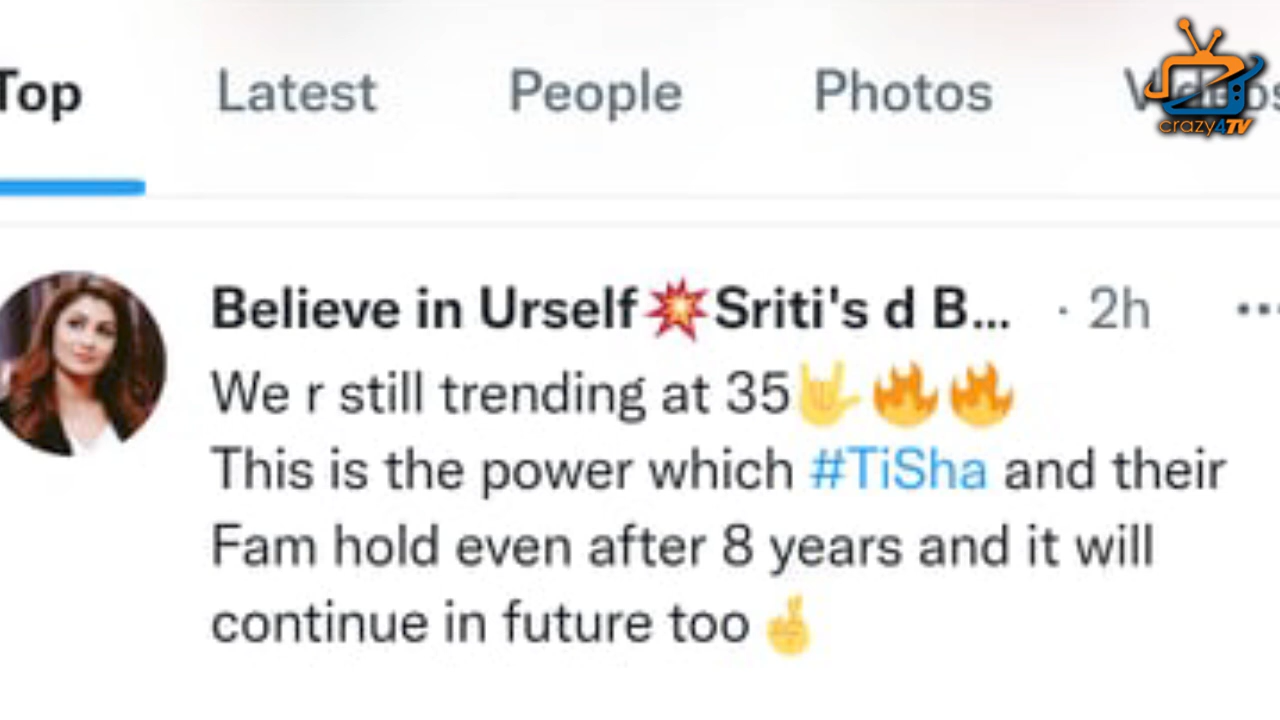 Top Latest People Photos Videos
crazy4TV
Believe in Urself💥Sriti's d B... · 2h ...
We r still trending at 35🤟🔥🔥
This is the power which #TiSha and their
Fam hold even after 8 years and it will
continue in future too🤞